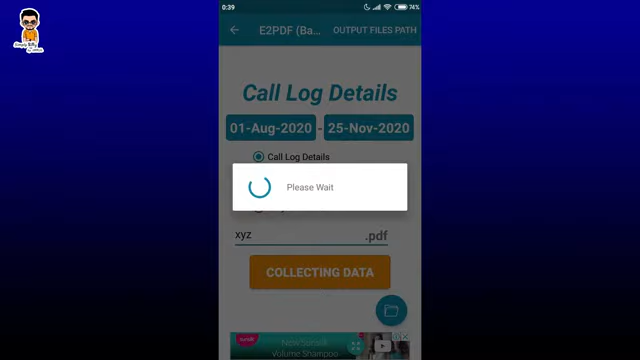 0:39
74%
E2PDF (Ba...
OUTPUT FILES PATH
Call Log Details
01-Aug-2020 - 25-Nov-2020
Call Log Details
Please Wait
xyz
.pdf
COLLECTING DATA
Volume Shampoo